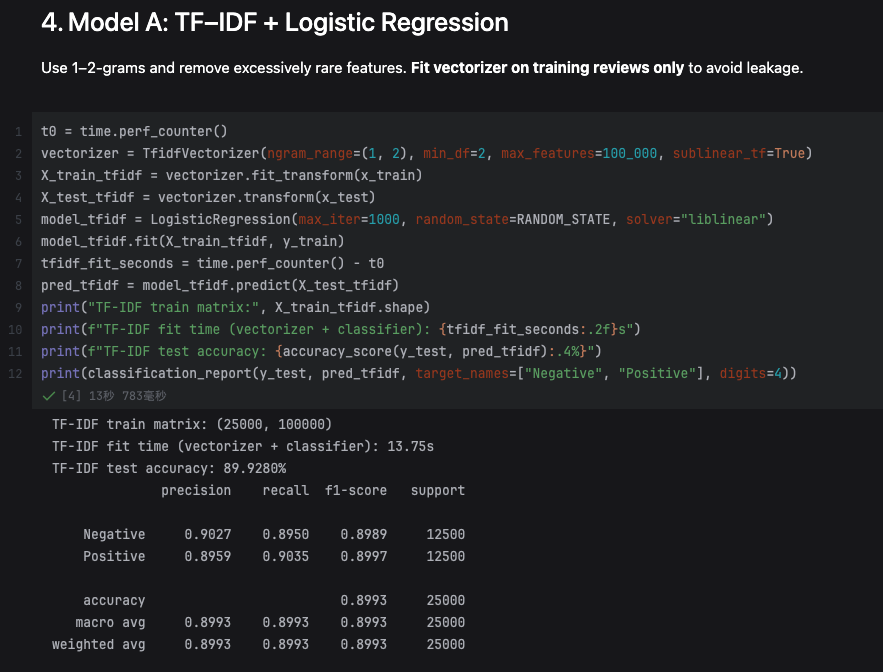 4. Model A: TF–IDF + Logistic Regression
Use 1–2-grams and remove excessively rare features. Fit vectorizer on training reviews only to avoid leakage.
1 t0 = time.perf_counter()
2 vectorizer = TfidfVectorizer(ngram_range=(1, 2), min_df=2, max_features=100_000, sublinear_tf=True)
3 X_train_tfidf = vectorizer.fit_transform(x_train)
4 X_test_tfidf = vectorizer.transform(x_test)
5 model_tfidf = LogisticRegression(max_iter=1000, random_state=RANDOM_STATE, solver="liblinear")
6 model_tfidf.fit(X_train_tfidf, y_train)
7 tfidf_fit_seconds = time.perf_counter() - t0
8 pred_tfidf = model_tfidf.predict(X_test_tfidf)
9 print("TF-IDF train matrix:", X_train_tfidf.shape)
10 print(f"TF-IDF fit time (vectorizer + classifier): {tfidf_fit_seconds:.2f}s")
11 print(f"TF-IDF test accuracy: {accuracy_score(y_test, pred_tfidf):.4%}")
12 print(classification_report(y_test, pred_tfidf, target_names=["Negative", "Positive"], digits=4))
[4] 13秒 783毫秒
TF-IDF train matrix: (25000, 100000)
TF-IDF fit time (vectorizer + classifier): 13.75s
TF-IDF test accuracy: 89.9280%
precision recall f1-score support
Negative 0.9027 0.8950 0.8989 12500
Positive 0.8959 0.9035 0.8997 12500
accuracy 0.8993 25000
macro avg 0.8993 0.8993 0.8993 25000
weighted avg 0.8993 0.8993 0.8993 25000